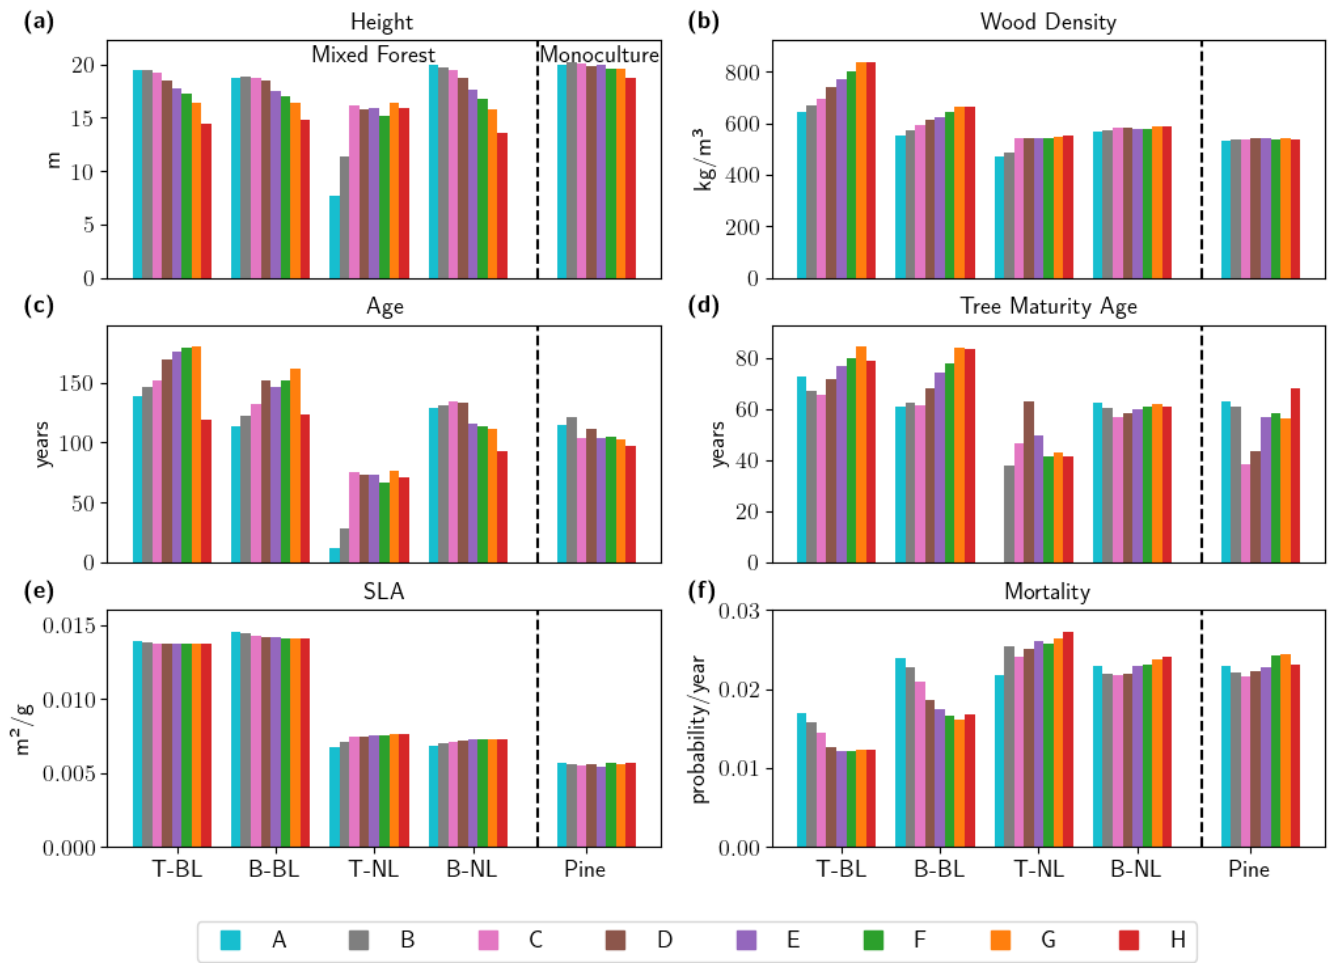 (a) Height
Mixed Forest Monoculture
20
15
10
5
0
m
(b) Wood Density
800
600
400
200
0
kg/m³
(c) Age
150
100
50
0
years
(d) Tree Maturity Age
80
60
40
20
0
years
(e) SLA
0.015
0.010
0.005
0.000
m²/g
T-BL B-BL T-NL B-NL Pine
(f) Mortality
0.03
0.02
0.01
0.00
probability/year
T-BL B-BL T-NL B-NL Pine
A B C D E F G H